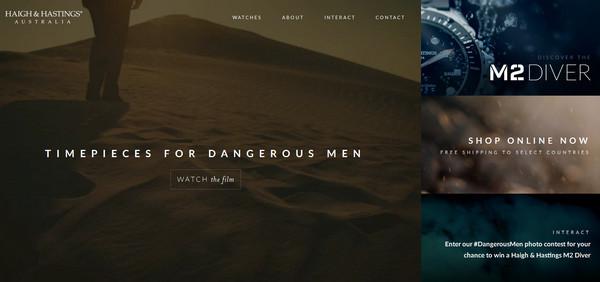 HAIGH & HASTINGS®
AUSTRALIA
WATCHES ABOUT INTERACT CONTACT
TIMEPIECES FOR DANGEROUS MEN
WATCH the film
DISCOVER THE
M2 DIVER
SHOP ONLINE NOW
FREE SHIPPING TO SELECT COUNTRIES
INTERACT
Enter our #DangerousMen photo contest for your
chance to win a Haigh & Hastings M2 Diver